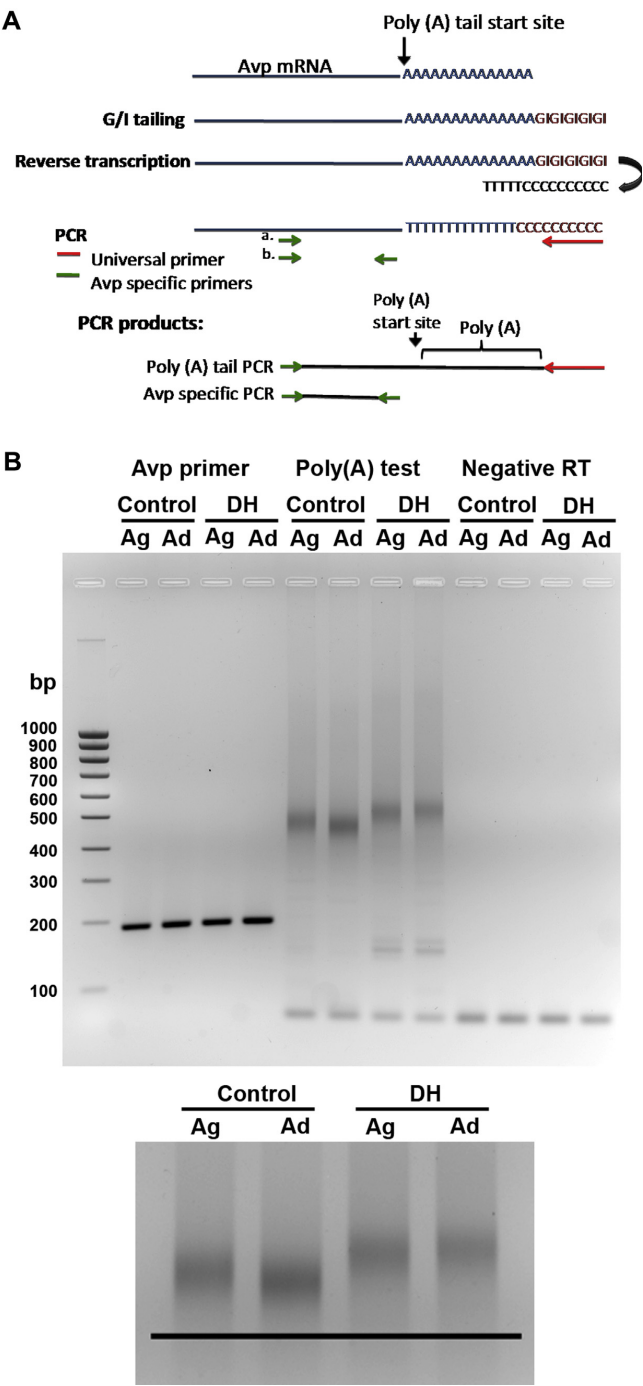 A
Poly (A) tail start site
Avp mRNA
AAAAAAAAAAAAAA
G/I tailing
AAAAAAAAAAAAAAGIGIGIGIGI
Reverse transcription
AAAAAAAAAAAAAAGIGIGIGIGI
TTTTTCCCCCCCCCC
TTTTTTTTTTTTTTCCCCCCCCCC
PCR
a.
b.
Universal primer
Avp specific primers
PCR products:
Poly (A)
start site
Poly (A)
Poly (A) tail PCR
Avp specific PCR
B
Avp primer Poly(A) test Negative RT
Control DH Control DH Control DH
Ag Ad Ag Ad Ag Ad Ag Ad Ag Ad Ag Ad
bp
1000
900
800
700
600
500
400
300
200
100
Control DH
Ag Ad Ag Ad